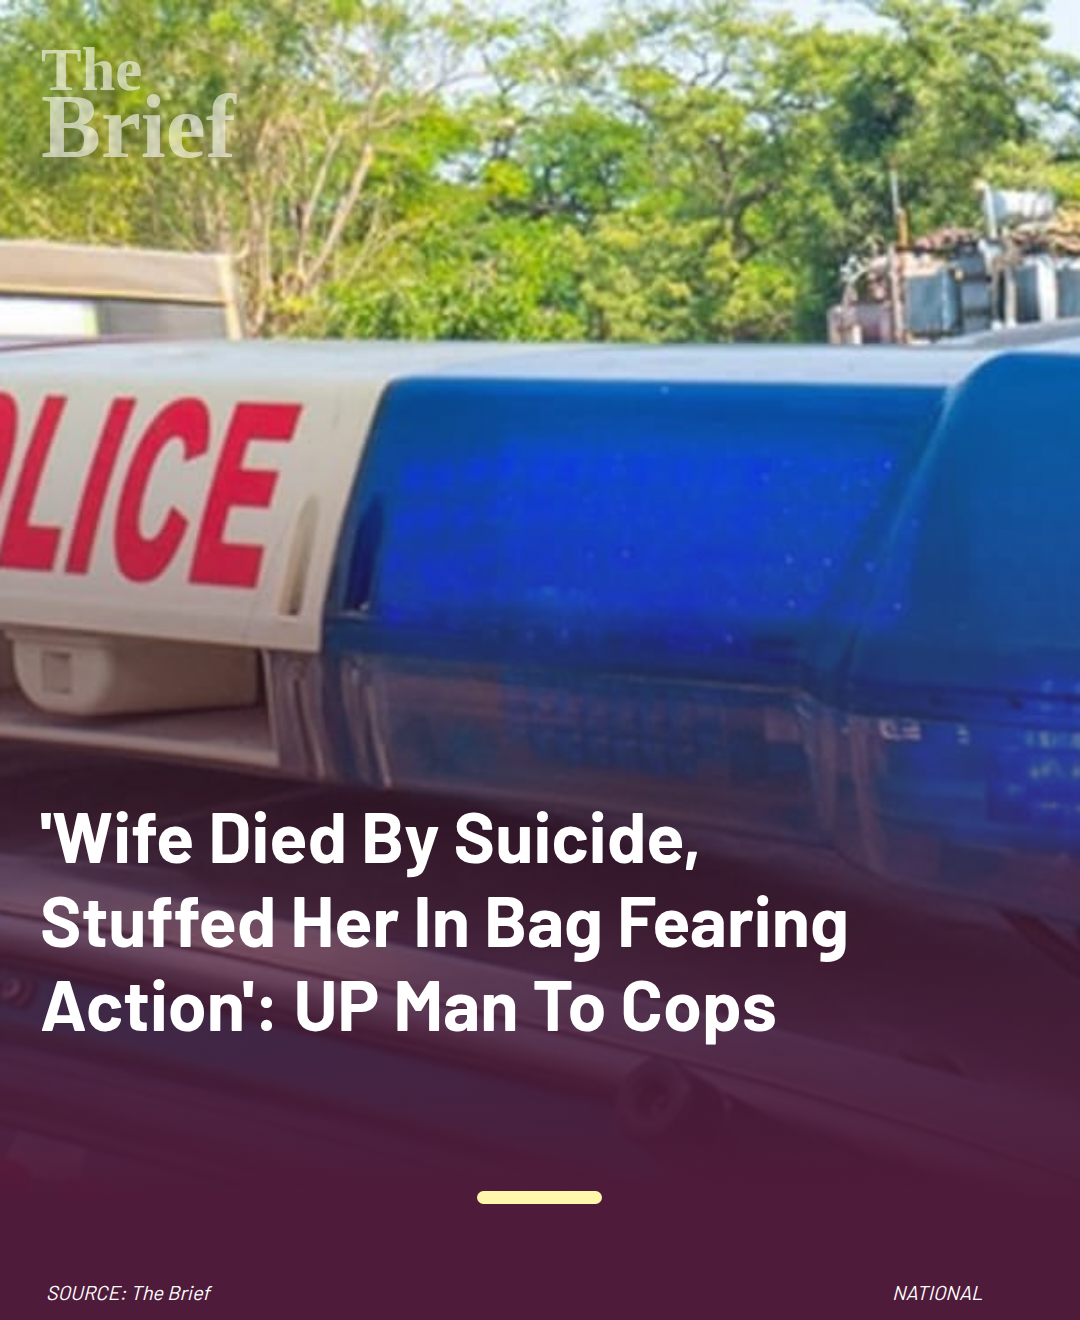 The
Brief
OLICE
'Wife Died By Suicide,
Stuffed Her In Bag Fearing
Action': UP Man To Cops
SOURCE: The Brief
NATIONAL